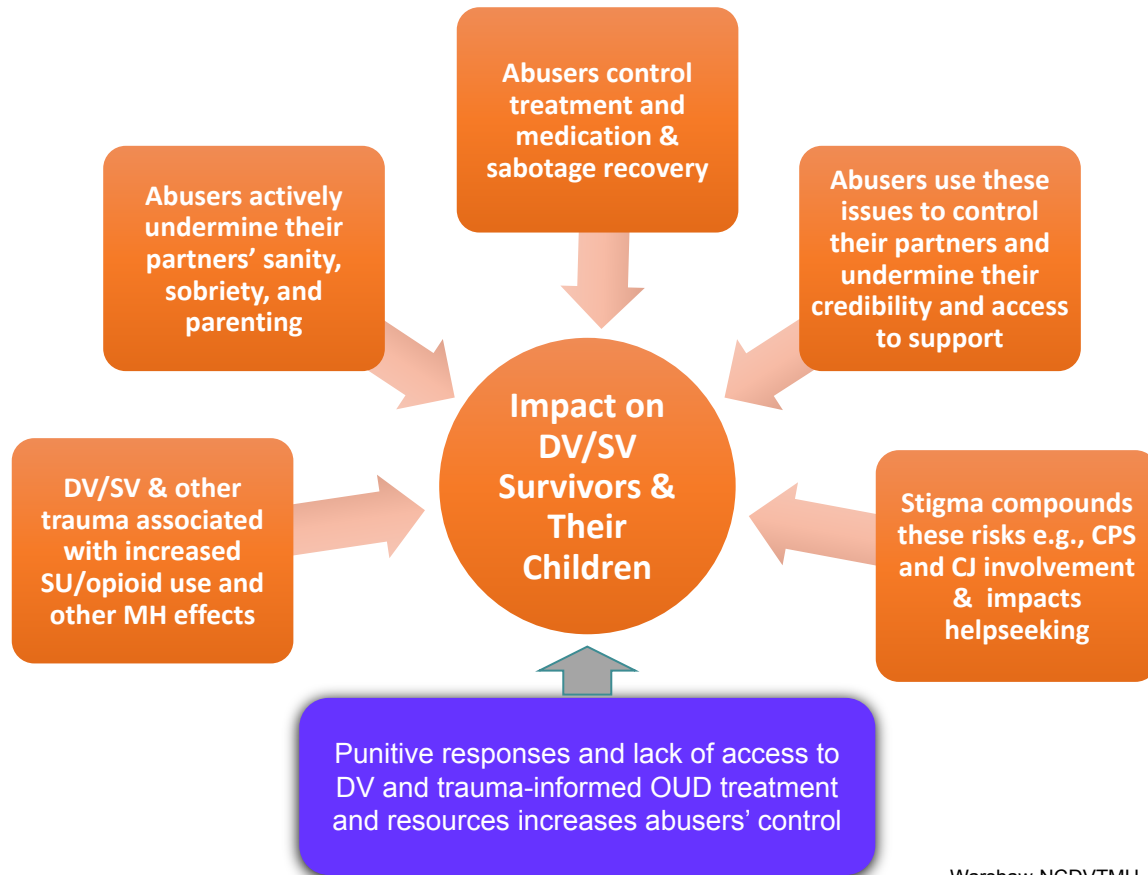 Abusers control
treatment and
medication &
sabotage recovery
Abusers actively
undermine their
partners’ sanity,
sobriety, and
parenting
Abusers use these
issues to control
their partners and
undermine their
credibility and access
to support
Impact on
DV/SV
Survivors &
Their
Children
DV/SV & other
trauma associated
with increased
SU/opioid use and
other MH effects
Stigma compounds
these risks e.g., CPS
and CJ involvement
& impacts
helpseeking
Punitive responses and lack of access to
DV and trauma-informed OUD treatment
and resources increases abusers’ control